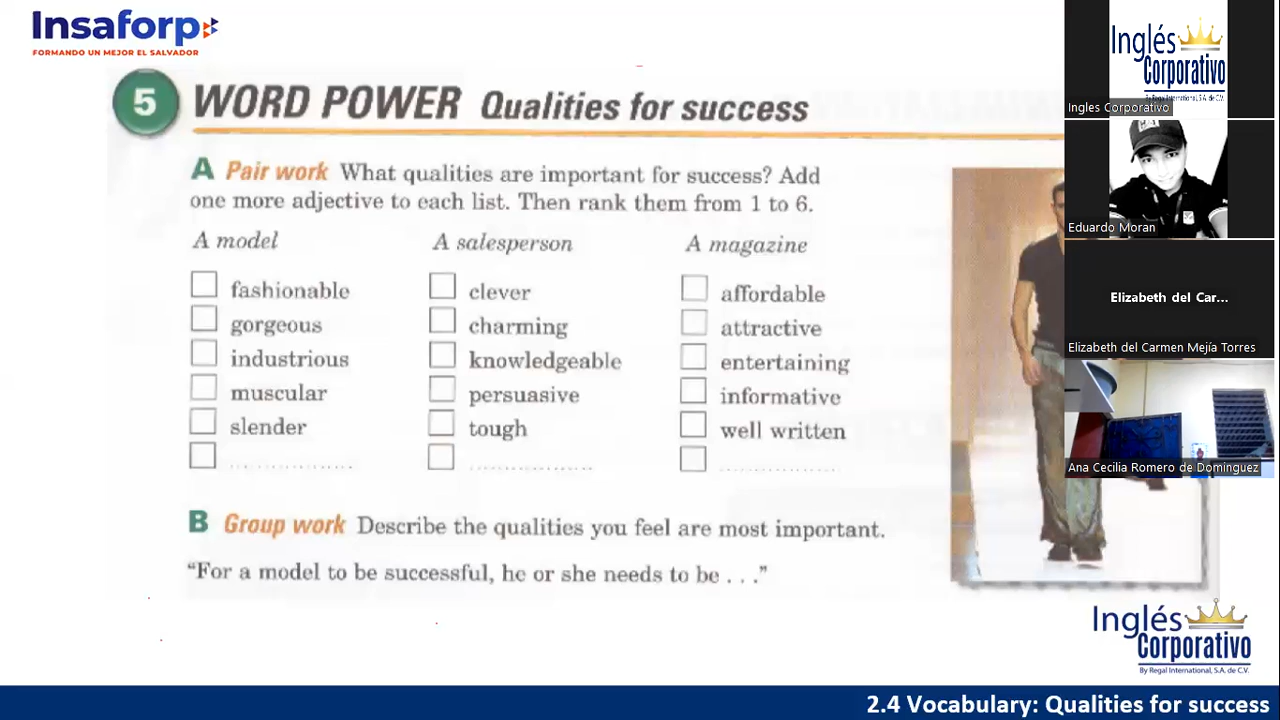 Insaforp
FORMANDO UN MEJOR EL SALVADOR
5 WORD POWER Qualities for success
A Pair work What qualities are important for success? Add
one more adjective to each list. Then rank them from 1 to 6.
A model
fashionable
gorgeous
industrious
muscular
slender
A salesperson
clever
charming
knowledgeable
persuasive
tough
A magazine
affordable
attractive
entertaining
informative
well written
B Group work Describe the qualities you feel are most important.
“For a model to be successful, he or she needs to be . . .”
Inglés
Corporativo
By Regal International, S.A. de C.V.
Ingles Corporativo
Eduardo Moran
Elizabeth del Car...
Elizabeth del Carmen Mejía Torres
Ana Cecilia Romero de Dominguez
Inglés
Corporativo
By Regal International, S.A. de C.V.
2.4 Vocabulary: Qualities for success